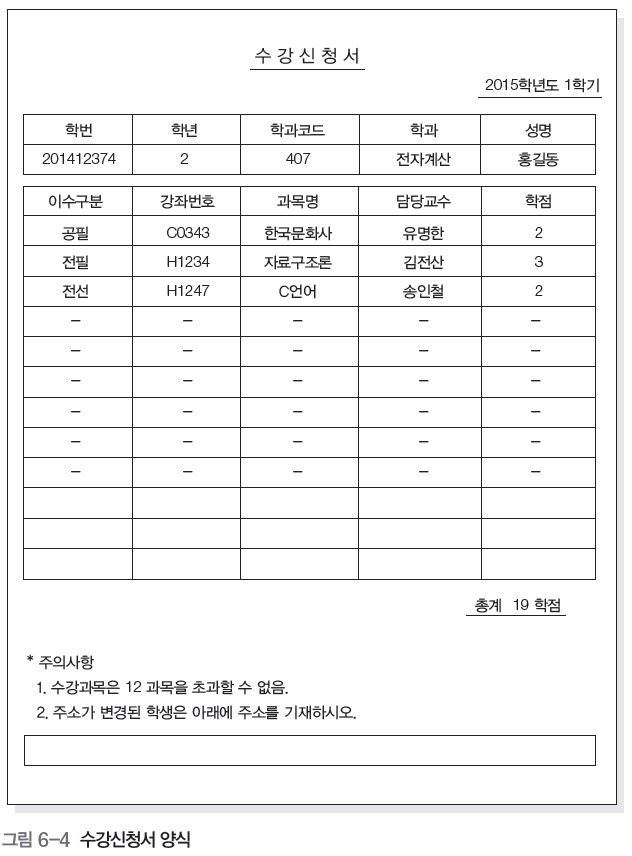 수 강 신 청 서
2015학년도 1학기
학번 학년 학과코드 학과 성명
201412374 2 407 전자계산 홍길동
이수구분 강좌번호 과목명 담당교수 학점
공필 C0343 한국문화사 유명한 2
전필 H1234 자료구조론 김전산 3
전선 H1247 C언어 송인철 2
– – – – –
– – – – –
– – – – –
– – – – –
– – – – –
– – – – –
총계 19 학점
* 주의사항
1. 수강과목은 12 과목을 초과할 수 없음.
2. 주소가 변경된 학생은 아래에 주소를 기재하시오.
그림 6-4 수강신청서 양식